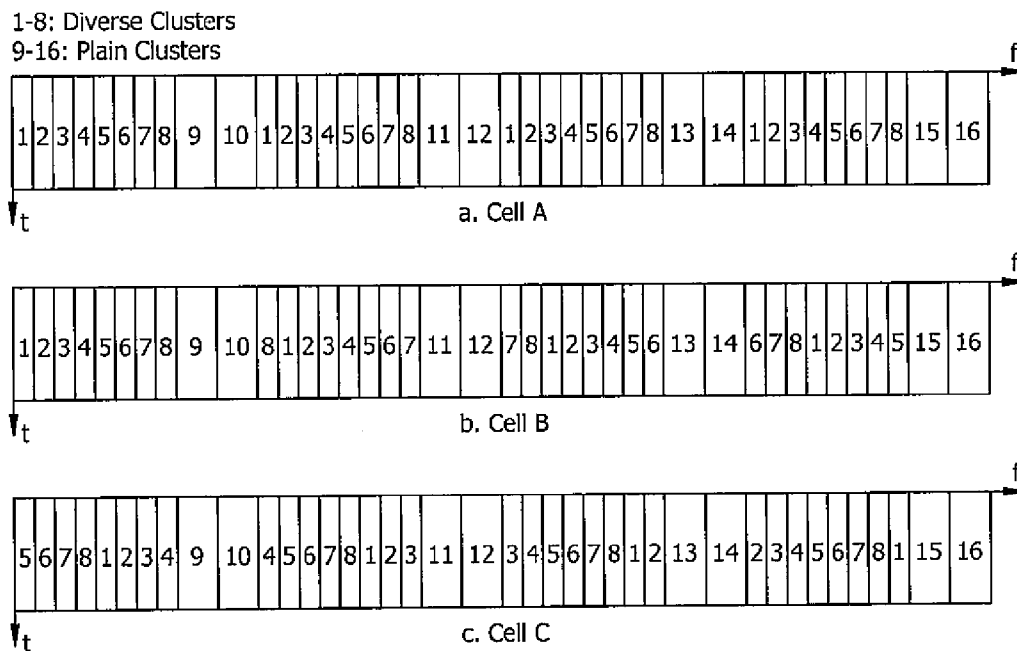 1-8: Diverse Clusters
9-16: Plain Clusters
f
1 2 3 4 5 6 7 8 9 10 1 2 3 4 5 6 7 8 11 12 1 2 3 4 5 6 7 8 13 14 1 2 3 4 5 6 7 8 15 16
t
a. Cell A
f
1 2 3 4 5 6 7 8 9 10 8 1 2 3 4 5 6 7 11 12 7 8 1 2 3 4 5 6 13 14 6 7 8 1 2 3 4 5 15 16
t
b. Cell B
f
5 6 7 8 1 2 3 4 9 10 4 5 6 7 8 1 2 3 11 12 3 4 5 6 7 8 1 2 13 14 2 3 4 5 6 7 8 1 15 16
t
c. Cell C